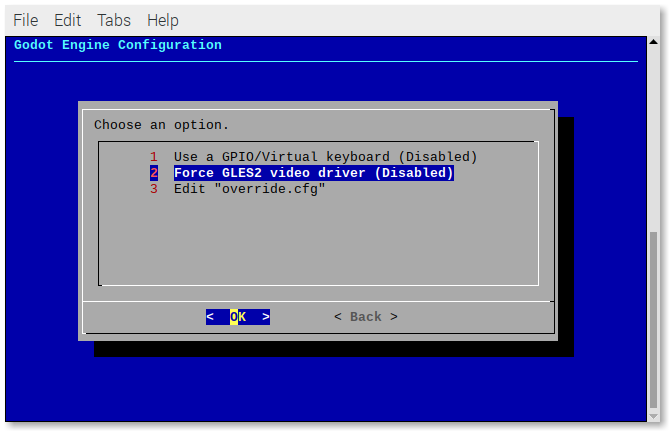 File Edit Tabs Help
Godot Engine Configuration
Choose an option.
1 Use a GPIO/Virtual keyboard (Disabled)
2 Force GLES2 video driver (Disabled)
3 Edit "override.cfg"
< OK > < Back >